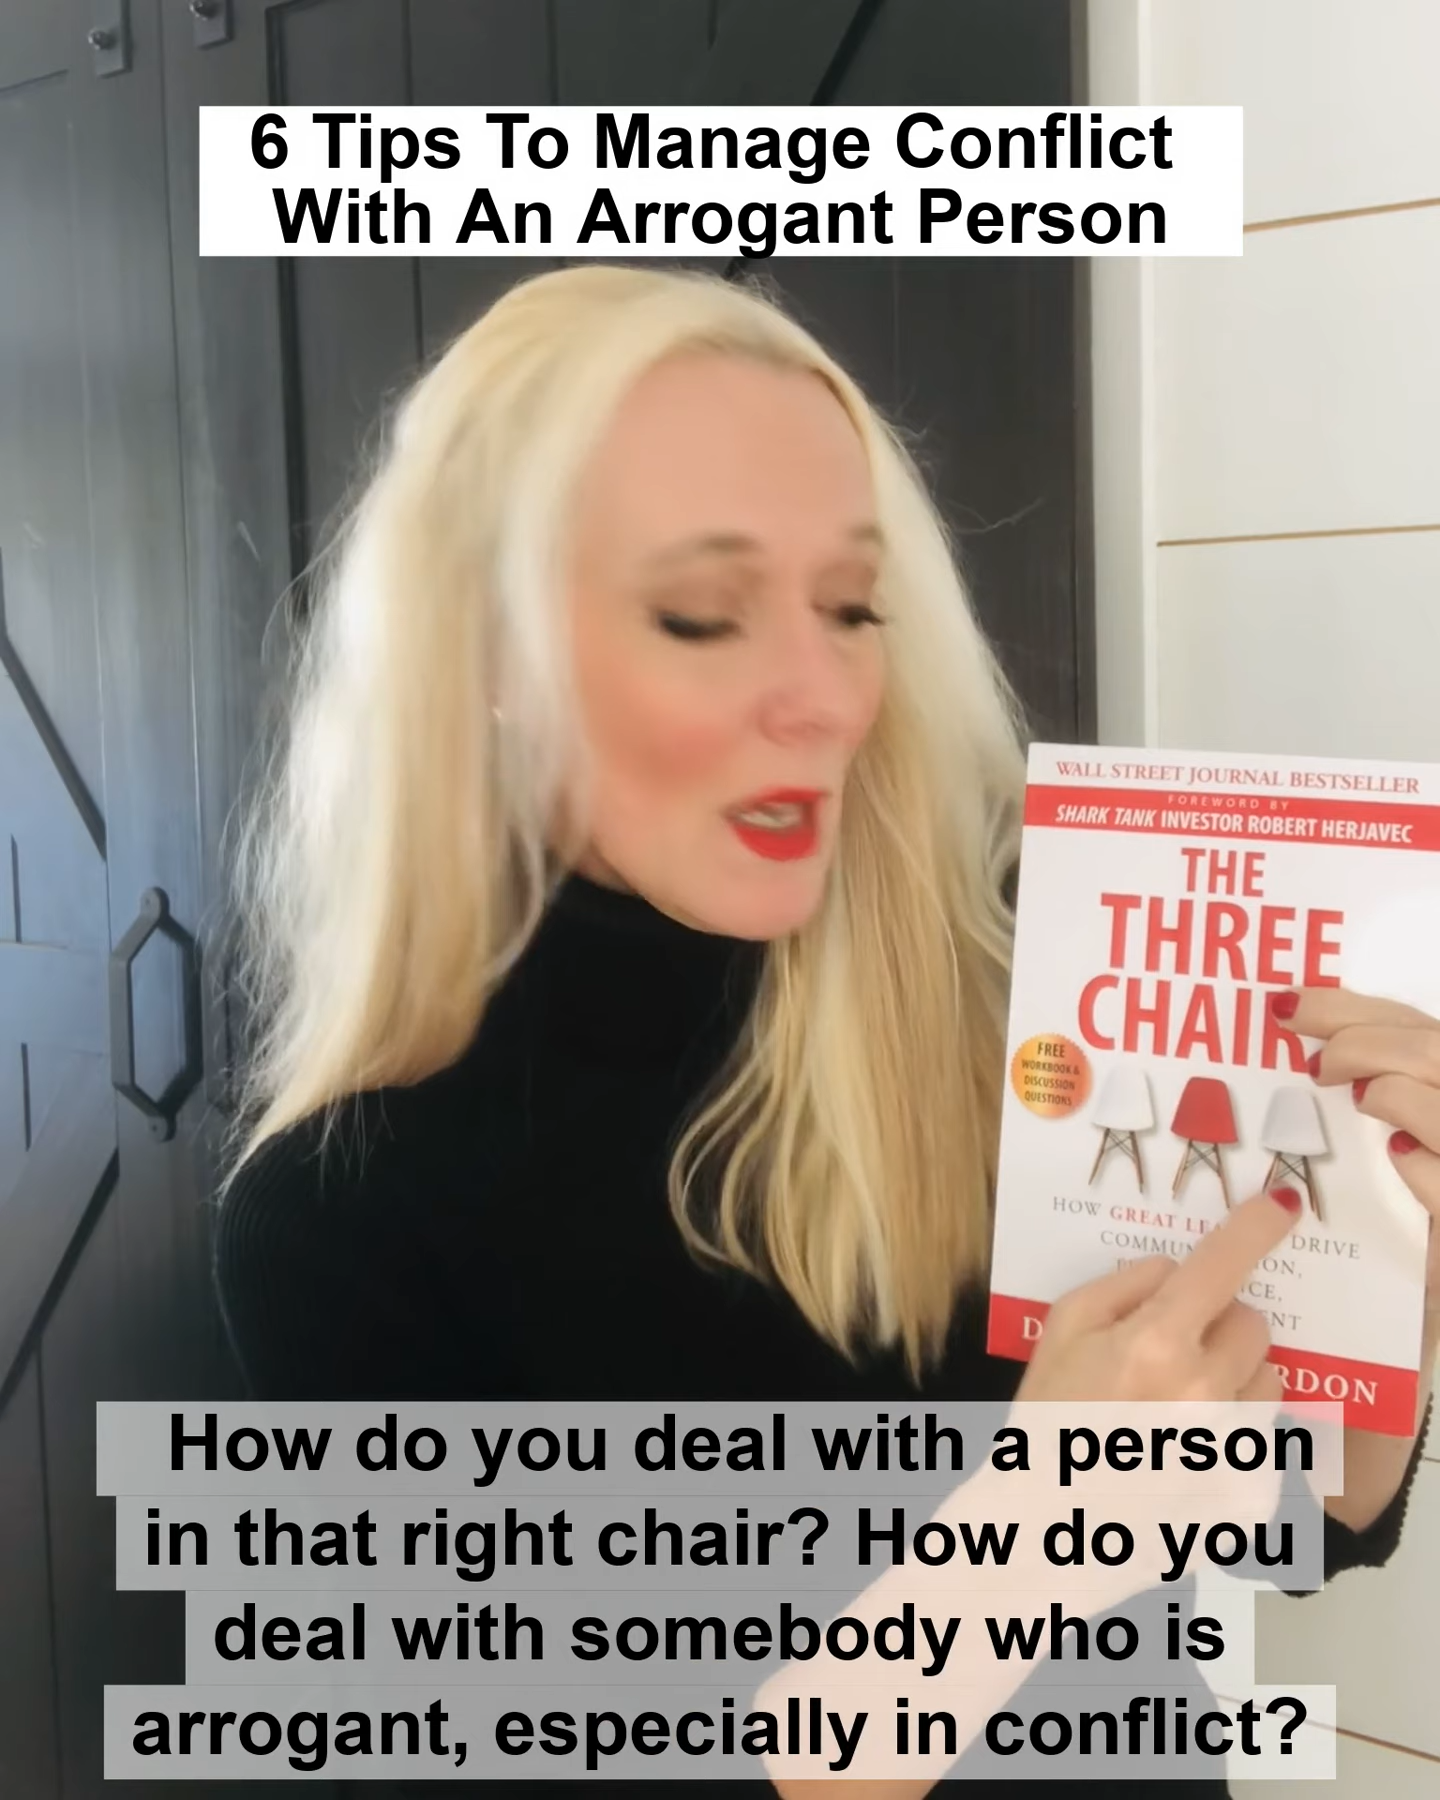 6 Tips To Manage Conflict
With An Arrogant Person
WALL STREET JOURNAL BESTSELLER
FOREWORD BY
SHARK TANK INVESTOR ROBERT HERJAVEC
THE
THREE
CHAIR
FREE
WORKBOOK &
DISCUSSION
QUESTIONS
HOW GREAT DRIVE
How do you deal with a person
in that right chair? How do you
deal with somebody who is
arrogant, especially in conflict?